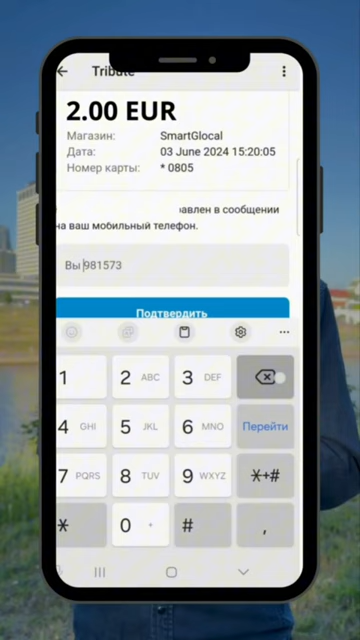 Tribute
2.00 EUR
Магазин: SmartGlocal
Дата: 03 June 2024 15:20:05
Номер карты: * 0805
авлен в сообщении
на ваш мобильный телефон.
Вы 981573
Подтвердить
1 2 ABC 3 DEF
4 GHI 5 JKL 6 MNO Перейти
7 PQRS 8 TUV 9 WXYZ *+#
* 0 + # ,